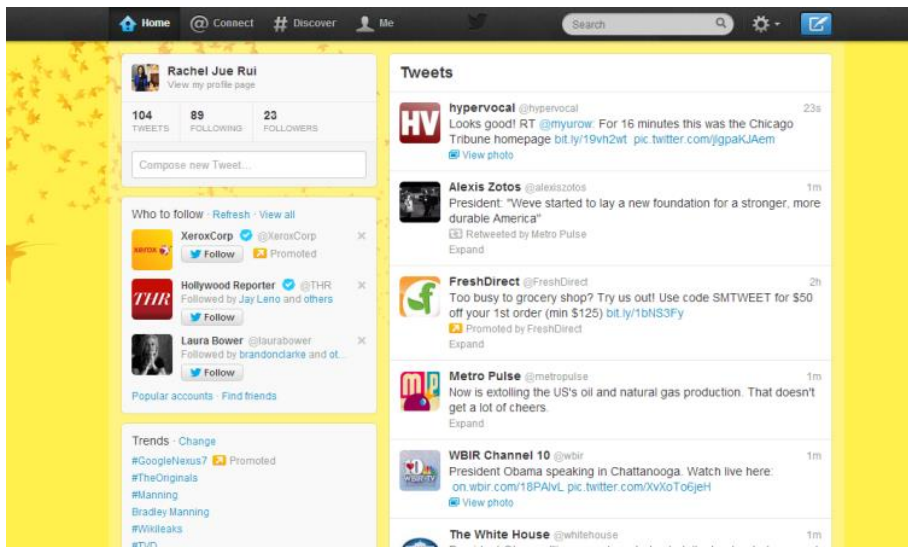 Home @ Connect # Discover Me Search
Rachel Jue Rui
View my profile page
104 89 23
TWEETS FOLLOWING FOLLOWERS
Compose new Tweet...
Who to follow · Refresh · View all
XeroxCorp @XeroxCorp
xerox
Follow Promoted
Hollywood Reporter @THR
THR
Followed by Jay Leno and others
Follow
Laura Bower @laurabower
Followed by brandonclarke and ot...
Follow
Popular accounts · Find friends
Trends · Change
#GoogleNexus7 Promoted
#TheOriginals
#Manning
Bradley Manning
#Wikileaks
#TVD
Tweets
HV
hypervocal @hypervocal 23s
Looks good! RT @myurow: For 16 minutes this was the Chicago
Tribune homepage bit.ly/19vh2wt pic.twitter.com/jlgpaKJAem
View photo
Alexis Zotos @alexiszotos 1m
President: "Weve started to lay a new foundation for a stronger, more
durable America"
Retweeted by Metro Pulse
Expand
FreshDirect @FreshDirect 2h
Too busy to grocery shop? Try us out! Use code SMTWEET for $50
off your 1st order (min $125) bit.ly/1bNS3Fy
Promoted by FreshDirect
Expand
mp
Metro Pulse @metropulse 1m
Now is extolling the US's oil and natural gas production. That doesn't
get a lot of cheers.
Expand
WBIR Channel 10 @wbir 1m
President Obama speaking in Chattanooga. Watch live here:
on.wbir.com/18PAlvL pic.twitter.com/XvXoTo6jeH
View photo
The White House @whitehouse 1m